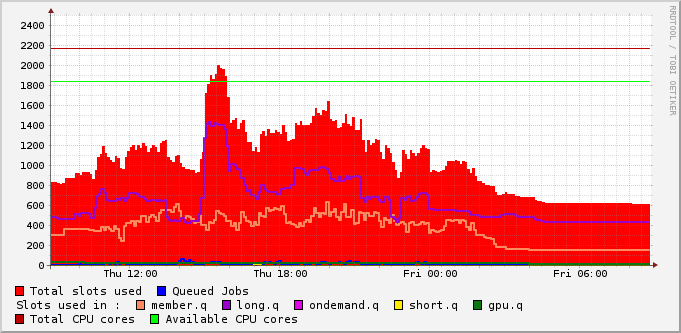 RRDTOOL / TOBI OETIKER
2400
2200
2000
1800
1600
1400
1200
1000
800
600
400
200
0
Thu 12:00 Thu 18:00 Fri 00:00 Fri 06:00
Total slots used Queued Jobs
Slots used in : member.q long.q ondemand.q short.q gpu.q
Total CPU cores Available CPU cores